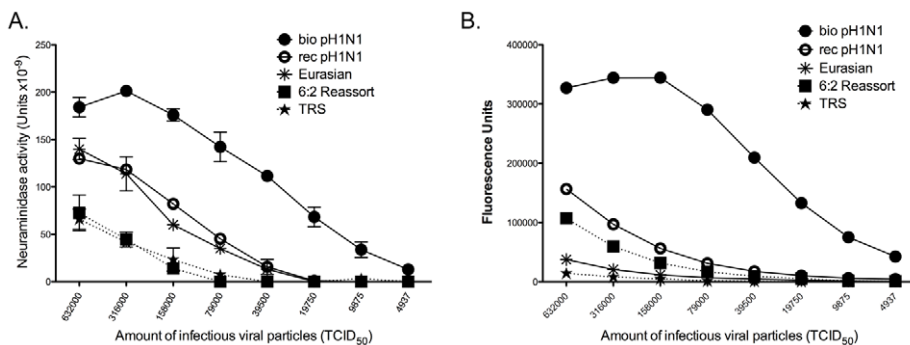 A.
Neuraminidase activity (Units x10⁻⁹)
250
200
150
100
50
0
bio pH1N1
rec pH1N1
Eurasian
6:2 Reassort
TRS
632000
316000
158000
79000
39500
19750
9875
4937
Amount of infectious viral particles (TCID₅₀)
B.
Fluorescence Units
400000
300000
200000
100000
0
bio pH1N1
rec pH1N1
Eurasian
6:2 Reassort
TRS
632000
316000
158000
79000
39500
19750
9875
4937
Amount of infectious viral particles (TCID₅₀)